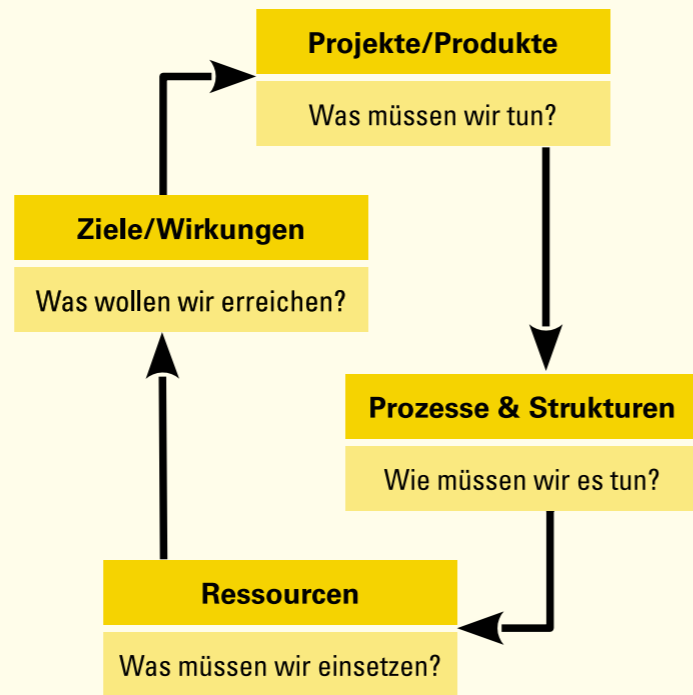 Projekte/Produkte
Was müssen wir tun?
Ziele/Wirkungen
Was wollen wir erreichen?
Prozesse & Strukturen
Wie müssen wir es tun?
Ressourcen
Was müssen wir einsetzen?